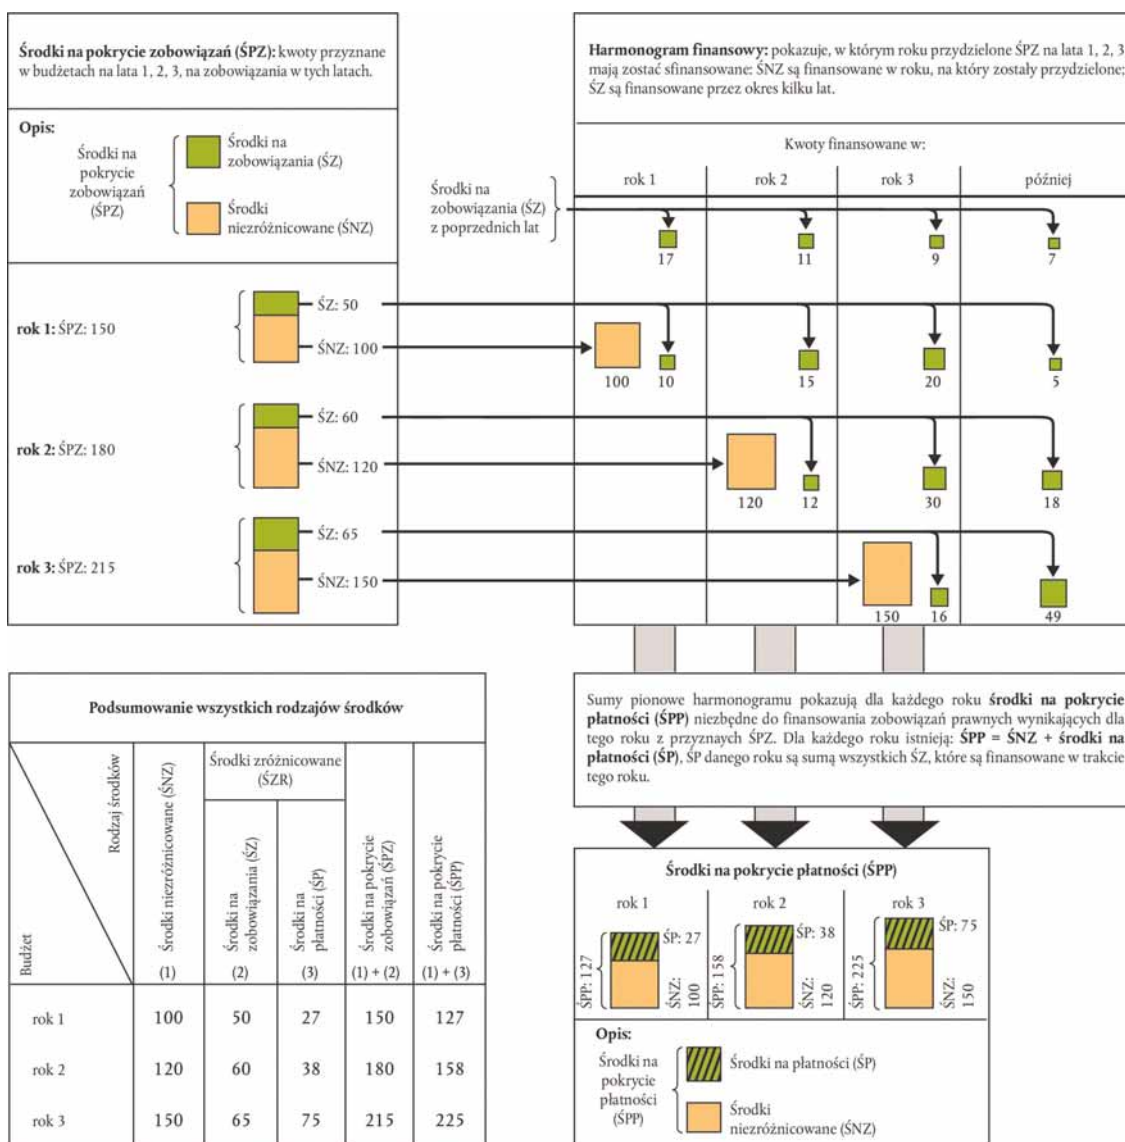 Środki na pokrycie zobowiązań (ŚPZ): kwoty przyznane
w budżetach na lata 1, 2, 3, na zobowiązania w tych latach.
Opis:
Środki na
pokrycie
zobowiązań
(ŚPZ)
Środki na
zobowiązania (ŚZ)
Środki
niezróżnicowane (ŚNZ)
rok 1: ŚPZ: 150
ŚZ: 50
ŚNZ: 100
rok 2: ŚPZ: 180
ŚZ: 60
ŚNZ: 120
rok 3: ŚPZ: 215
ŚZ: 65
ŚNZ: 150
Harmonogram finansowy: pokazuje, w którym roku przydzielone ŚPZ na lata 1, 2, 3
mają zostać sfinansowane: ŚNZ są finansowane w roku, na który zostały przydzielone;
ŚZ są finansowane przez okres kilku lat.
Kwoty finansowane w:
rok 1 rok 2 rok 3 później
Środki na
zobowiązania (ŚZ)
z poprzednich lat
17 11 9 7
100 10 15 20 5
120 12 30 18
150 16 49
Sumy pionowe harmonogramu pokazują dla każdego roku środki na pokrycie
płatności (ŚPP) niezbędne do finansowania zobowiązań prawnych wynikających dla
tego roku z przyznanych ŚPZ. Dla każdego roku istnieją: ŚPP = ŚNZ + środki na
płatności (ŚP), ŚP danego roku są sumą wszystkich ŚZ, które są finansowane w trakcie
tego roku.
Podsumowanie wszystkich rodzajów środków
Rodzaj środków
Budżet
Środki niezróżnicowane (ŚNZ)
(1)
Środki zróżnicowane
(ŚZR)
Środki na
zobowiązania (ŚZ)
(2)
Środki na
płatności (ŚP)
(3)
Środki na pokrycie
zobowiązań (ŚPZ)
(1) + (2)
Środki na pokrycie
płatności (ŚPP)
(1) + (3)
rok 1 100 50 27 150 127
rok 2 120 60 38 180 158
rok 3 150 65 75 215 225
Środki na pokrycie płatności (ŚPP)
rok 1 rok 2 rok 3
ŚPP: 127
ŚP: 27
ŚNZ:
100
ŚPP: 158
ŚP: 38
ŚNZ:
120
ŚPP: 225
ŚP: 75
ŚNZ:
150
Opis:
Środki na
pokrycie
płatności
(ŚPP)
Środki na płatności (ŚP)
Środki
niezróżnicowane (ŚNZ)